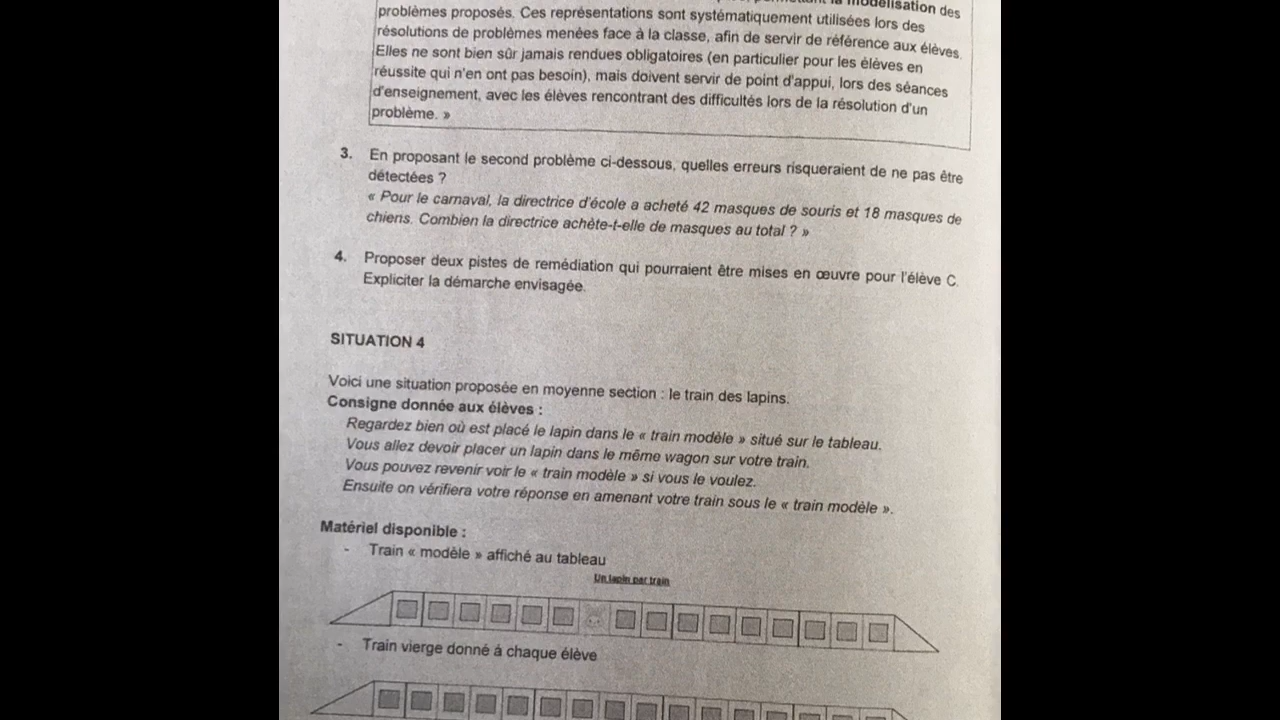 la modélisation des
problèmes proposés. Ces représentations sont systématiquement utilisées lors des
résolutions de problèmes menées face à la classe, afin de servir de référence aux élèves.
Elles ne sont bien sûr jamais rendues obligatoires (en particulier pour les élèves en
réussite qui n'en ont pas besoin), mais doivent servir de point d'appui, lors des séances
d'enseignement, avec les élèves rencontrant des difficultés lors de la résolution d'un
problème. »
3. En proposant le second problème ci-dessous, quelles erreurs risqueraient de ne pas être
détectées ?
« Pour le carnaval, la directrice d'école a acheté 42 masques de souris et 18 masques de
chiens. Combien la directrice achète-t-elle de masques au total ? »
4. Proposer deux pistes de remédiation qui pourraient être mises en œuvre pour l'élève C.
Expliciter la démarche envisagée.
SITUATION 4
Voici une situation proposée en moyenne section : le train des lapins.
Consigne donnée aux élèves :
Regardez bien où est placé le lapin dans le « train modèle » situé sur le tableau.
Vous allez devoir placer un lapin dans le même wagon sur votre train.
Vous pouvez revenir voir le « train modèle » si vous le voulez.
Ensuite on vérifiera votre réponse en amenant votre train sous le « train modèle ».
Matériel disponible :
- Train « modèle » affiché au tableau
Un lapin par train
- Train vierge donné á chaque élève